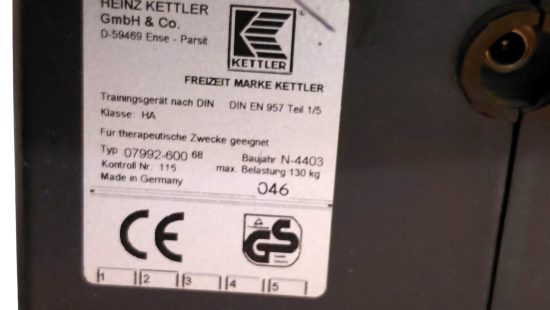 HEINZ KETTLER
GmbH & Co.
D-59469 Ense - Parsit
KETTLER
FREIZEIT MARKE KETTLER
Trainingsgerät nach DIN DIN EN 957 Teil 1/5
Klasse: HA
Für therapeutische Zwecke geeignet
Typ 07992-600 68 Baujahr N-4403
Kontroll Nr. 115 max. Belastung 130 kg
Made in Germany 046
CE GS
1 2 3 4 5